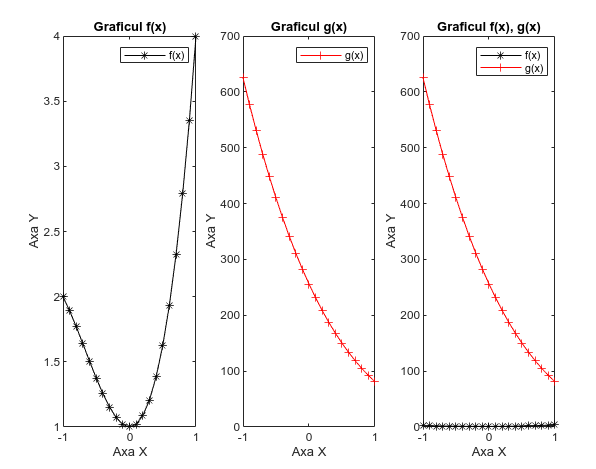 Graficul f(x)
f(x)
4
3.5
3
2.5
2
1.5
1
-1
0
1
Axa Y
Axa X
Graficul g(x)
g(x)
700
600
500
400
300
200
100
0
-1
0
1
Axa Y
Axa X
Graficul f(x), g(x)
f(x)
g(x)
700
600
500
400
300
200
100
0
-1
0
1
Axa Y
Axa X